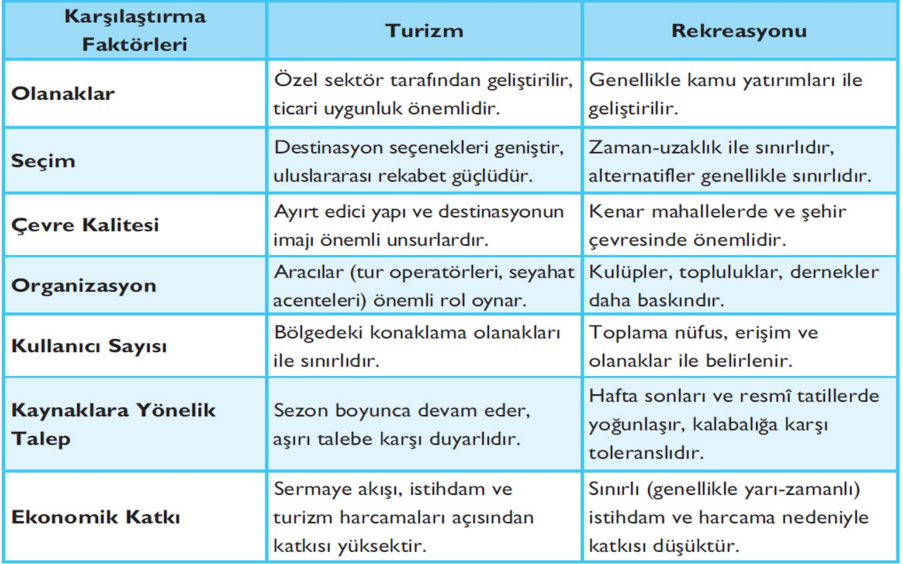 Karşılaştırma
Faktörleri
Turizm
Rekreasyonu
Olanaklar
Özel sektör tarafından geliştirilir,
ticari uygunluk önemlidir.
Genellikle kamu yatırımları ile
geliştirilir.
Seçim
Destinasyon seçenekleri geniştir,
uluslararası rekabet güçlüdür.
Zaman-uzaklık ile sınırlıdır,
alternatifler genellikle sınırlıdır.
Çevre Kalitesi
Ayırt edici yapı ve destinasyonun
imajı önemli unsurlardır.
Kenar mahallelerde ve şehir
çevresinde önemlidir.
Organizasyon
Aracılar (tur operatörleri, seyahat
acenteleri) önemli rol oynar.
Kulüpler, topluluklar, dernekler
daha baskındır.
Kullanıcı Sayısı
Bölgedeki konaklama olanakları
ile sınırlıdır.
Toplama nüfus, erişim ve
olanaklar ile belirlenir.
Kaynaklara Yönelik
Talep
Sezon boyunca devam eder,
aşırı talebe karşı duyarlıdır.
Hafta sonları ve resmî tatillerde
yoğunlaşır, kalabalığa karşı
toleranslıdır.
Ekonomik Katkı
Sermaye akışı, istihdam ve
turizm harcamaları açısından
katkısı yüksektir.
Sınırlı (genellikle yarı-zamanlı)
istihdam ve harcama nedeniyle
katkısı düşüktür.